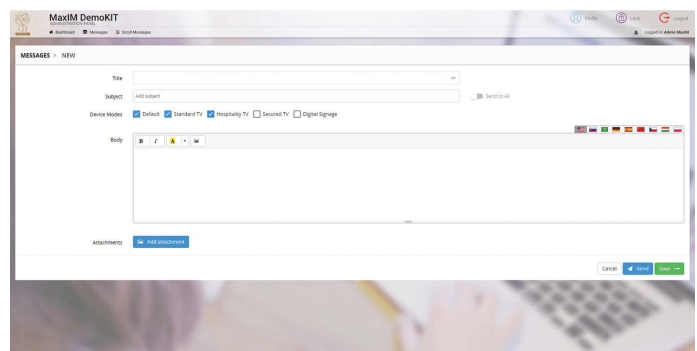 MaxIM DemoKIT
ADMINISTRATION PANEL
Profile
Lock
Logout
Dashboard Messages Scroll Messages
Logged in: Admin MaxIM
MESSAGES > NEW
Title
Subject Add subject Send to All
Device Modes Default Standard TV Hospitality TV Secured TV Digital Signage
Body B I A
Attachments Add attachment
Cancel Send Save →